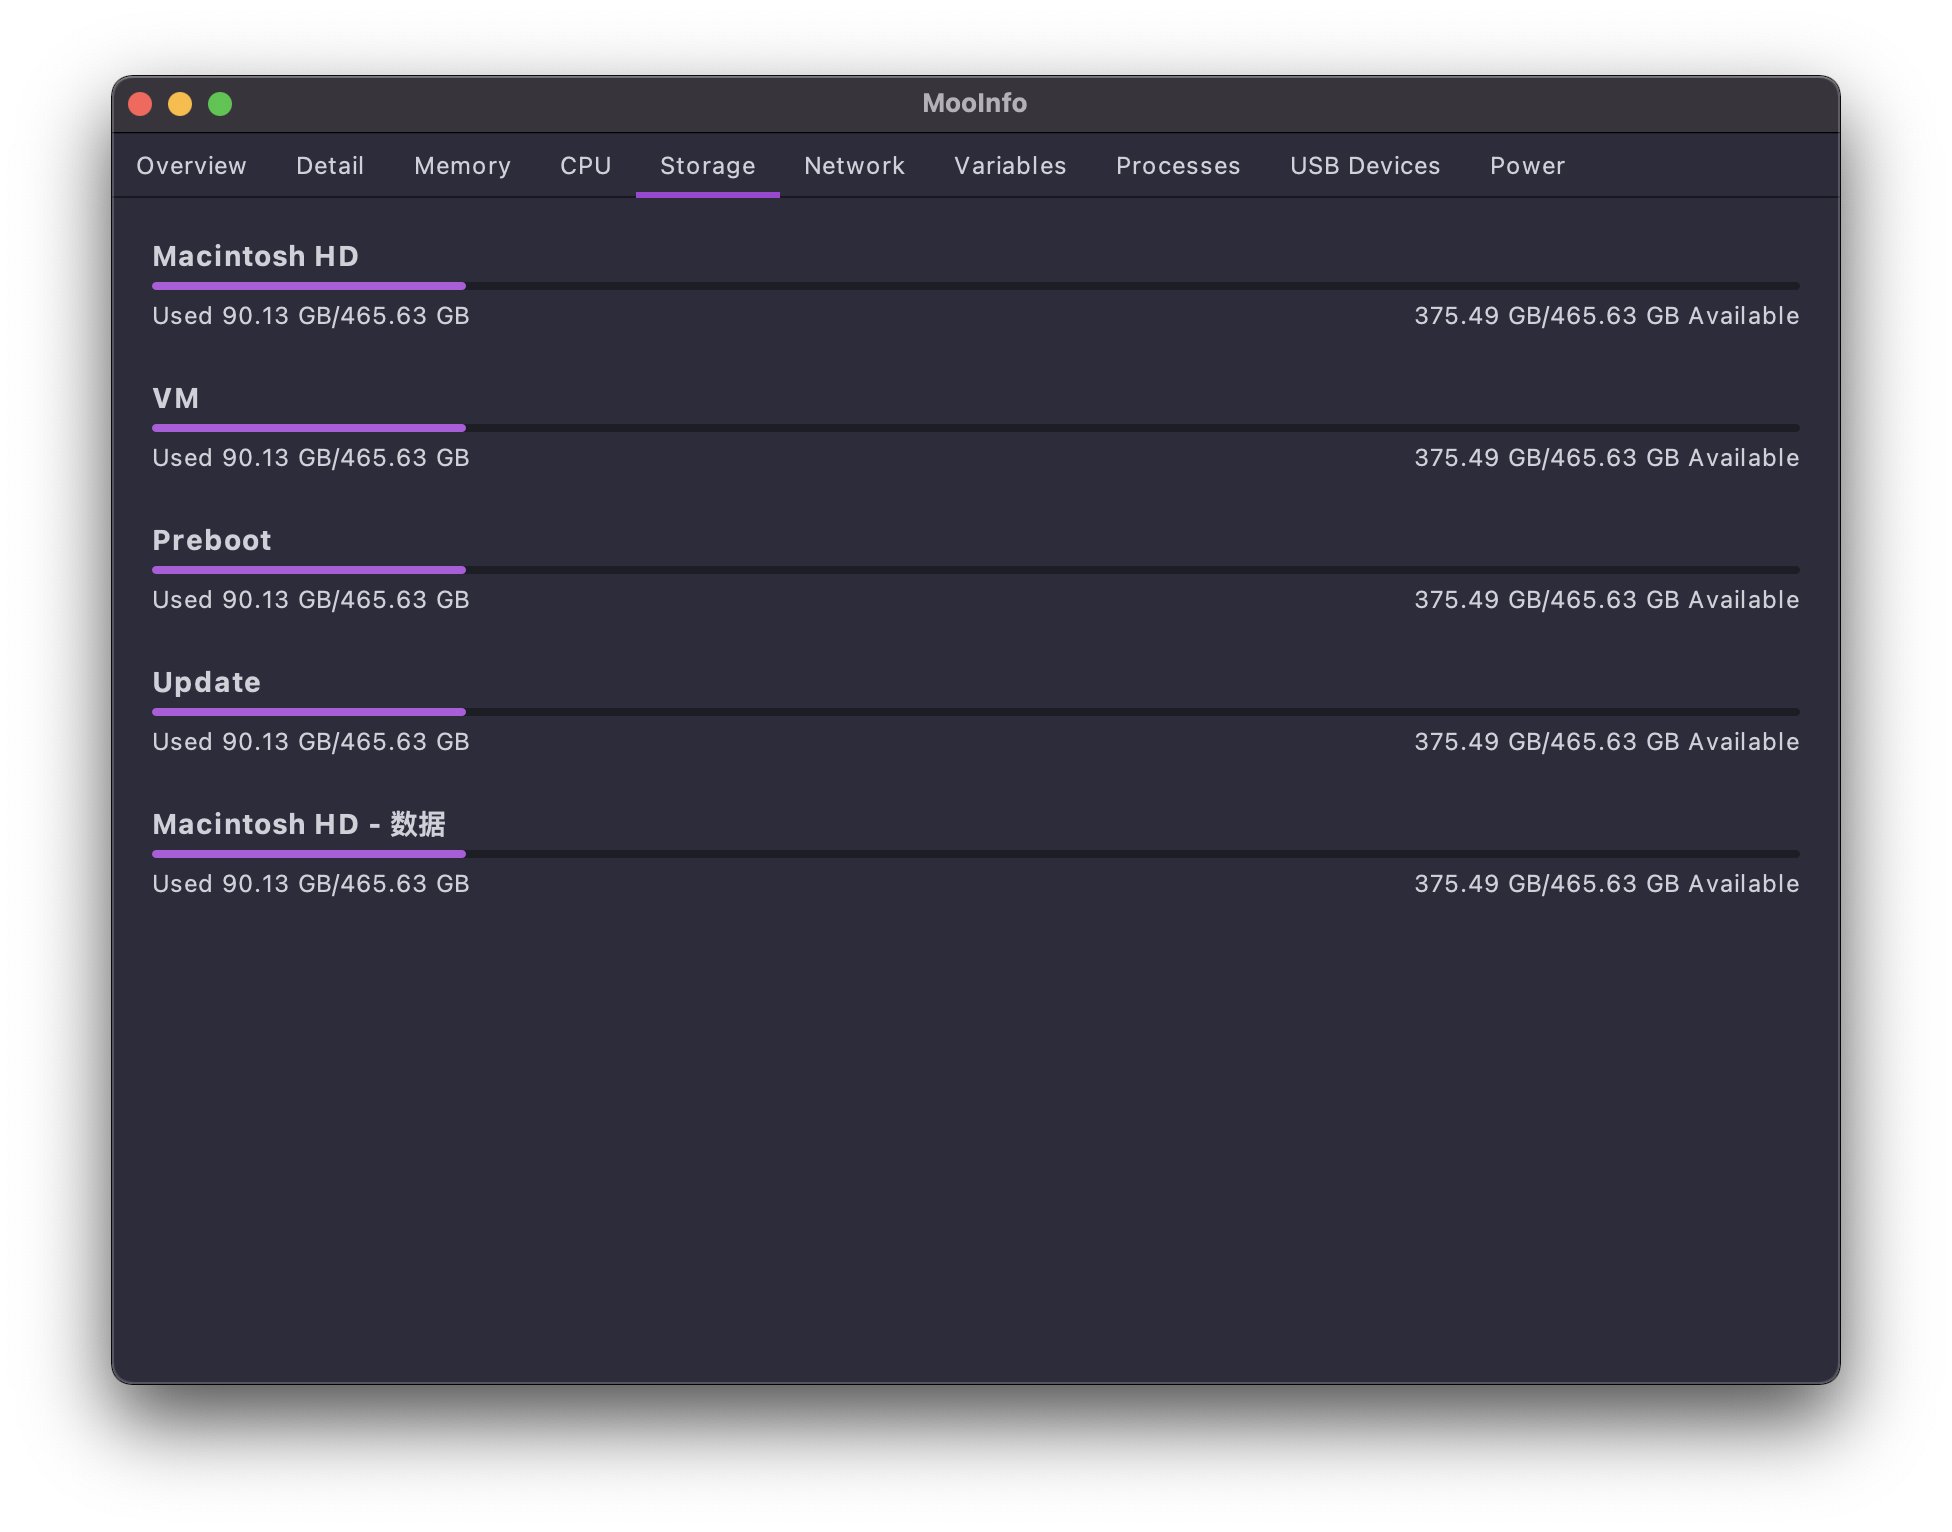 MooInfo
Overview Detail Memory CPU Storage Network Variables Processes USB Devices Power
Macintosh HD
Used 90.13 GB/465.63 GB 375.49 GB/465.63 GB Available
VM
Used 90.13 GB/465.63 GB 375.49 GB/465.63 GB Available
Preboot
Used 90.13 GB/465.63 GB 375.49 GB/465.63 GB Available
Update
Used 90.13 GB/465.63 GB 375.49 GB/465.63 GB Available
Macintosh HD - 数据
Used 90.13 GB/465.63 GB 375.49 GB/465.63 GB Available